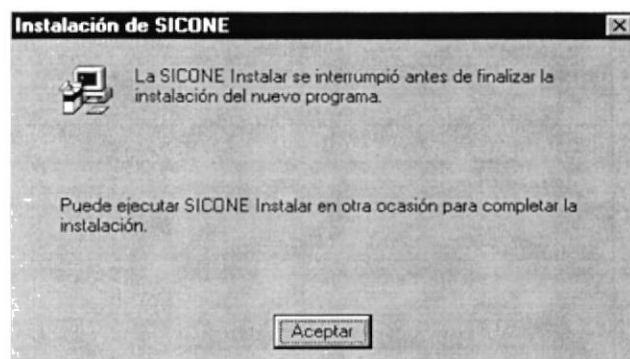 Instalación de SICONE
La SICONE Instalar se interrumpió antes de finalizar la
instalación del nuevo programa.
Puede ejecutar SICONE Instalar en otra ocasión para completar la
instalación.
Aceptar